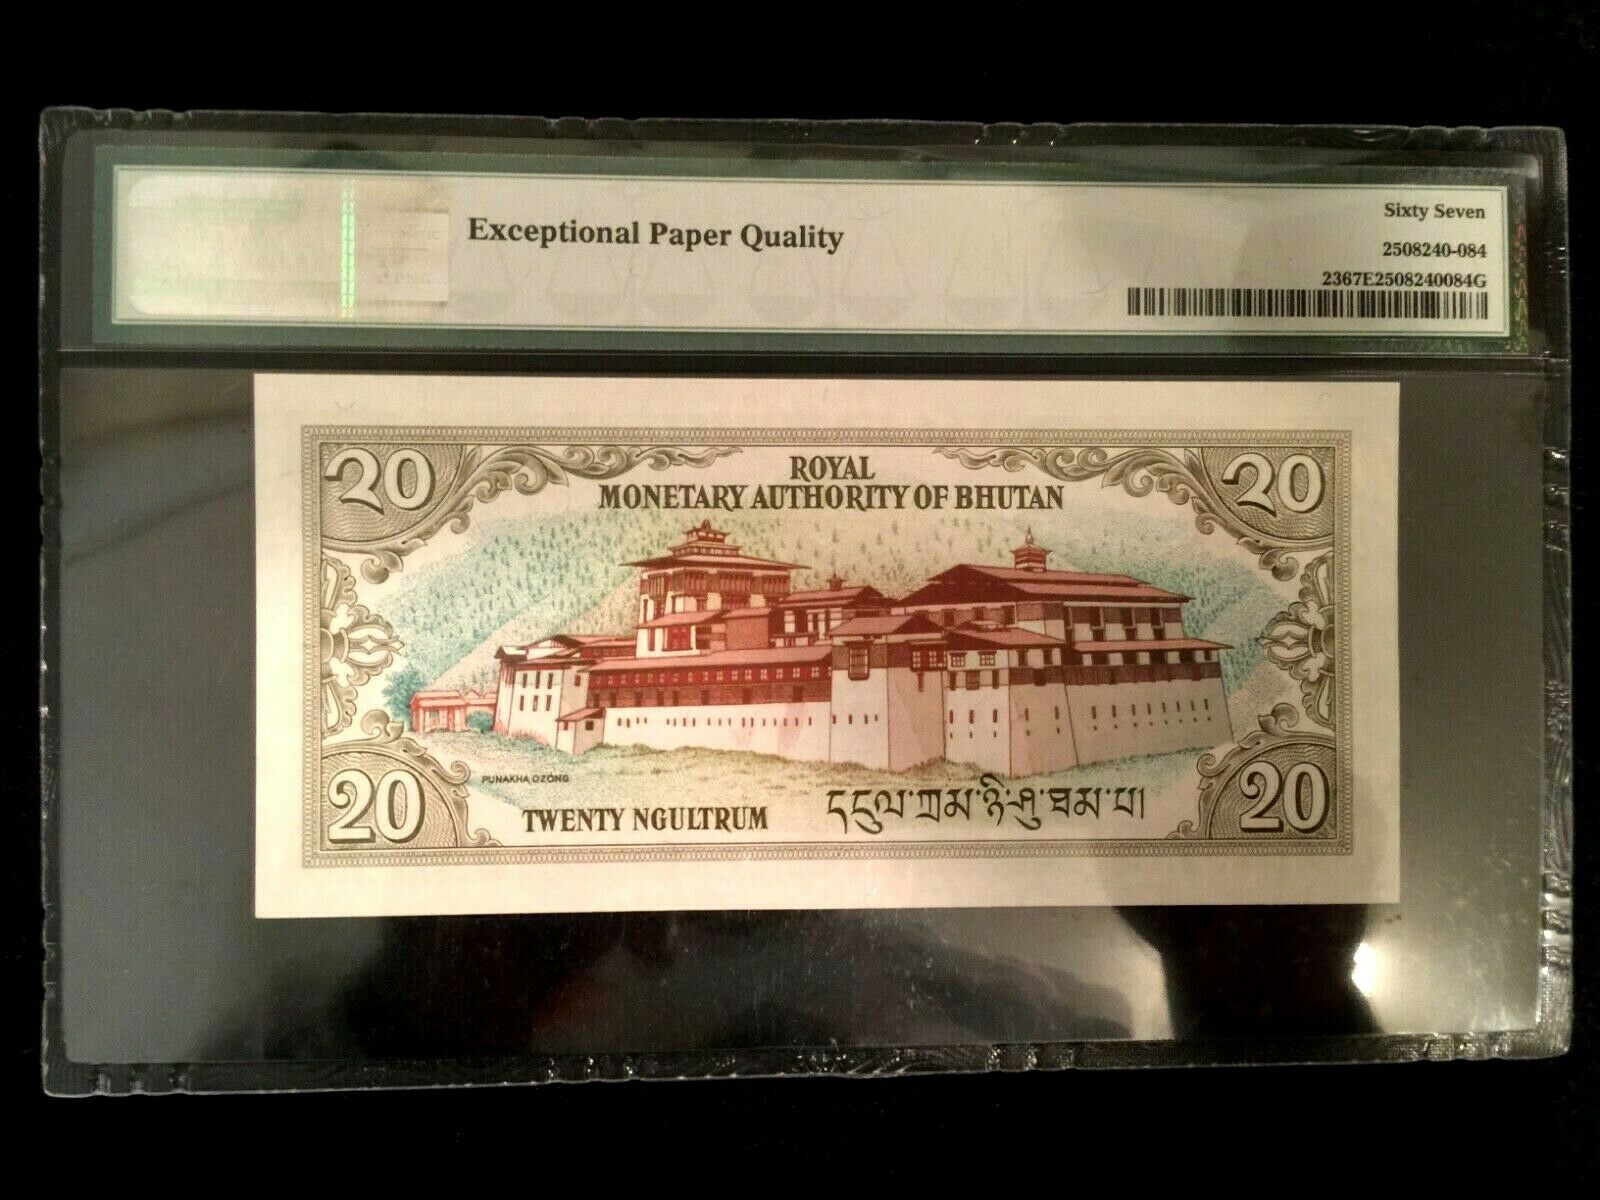 Exceptional Paper Quality
Sixty Seven
2508240-084
2367E2508240084G
20
20
ROYAL
MONETARY AUTHORITY OF BHUTAN
PUNAKHA DZONG
20
TWENTY NGULTRUM
དངུལ་ཀྲམ་ཉི་ཤུ་ཐམ་པ།
20